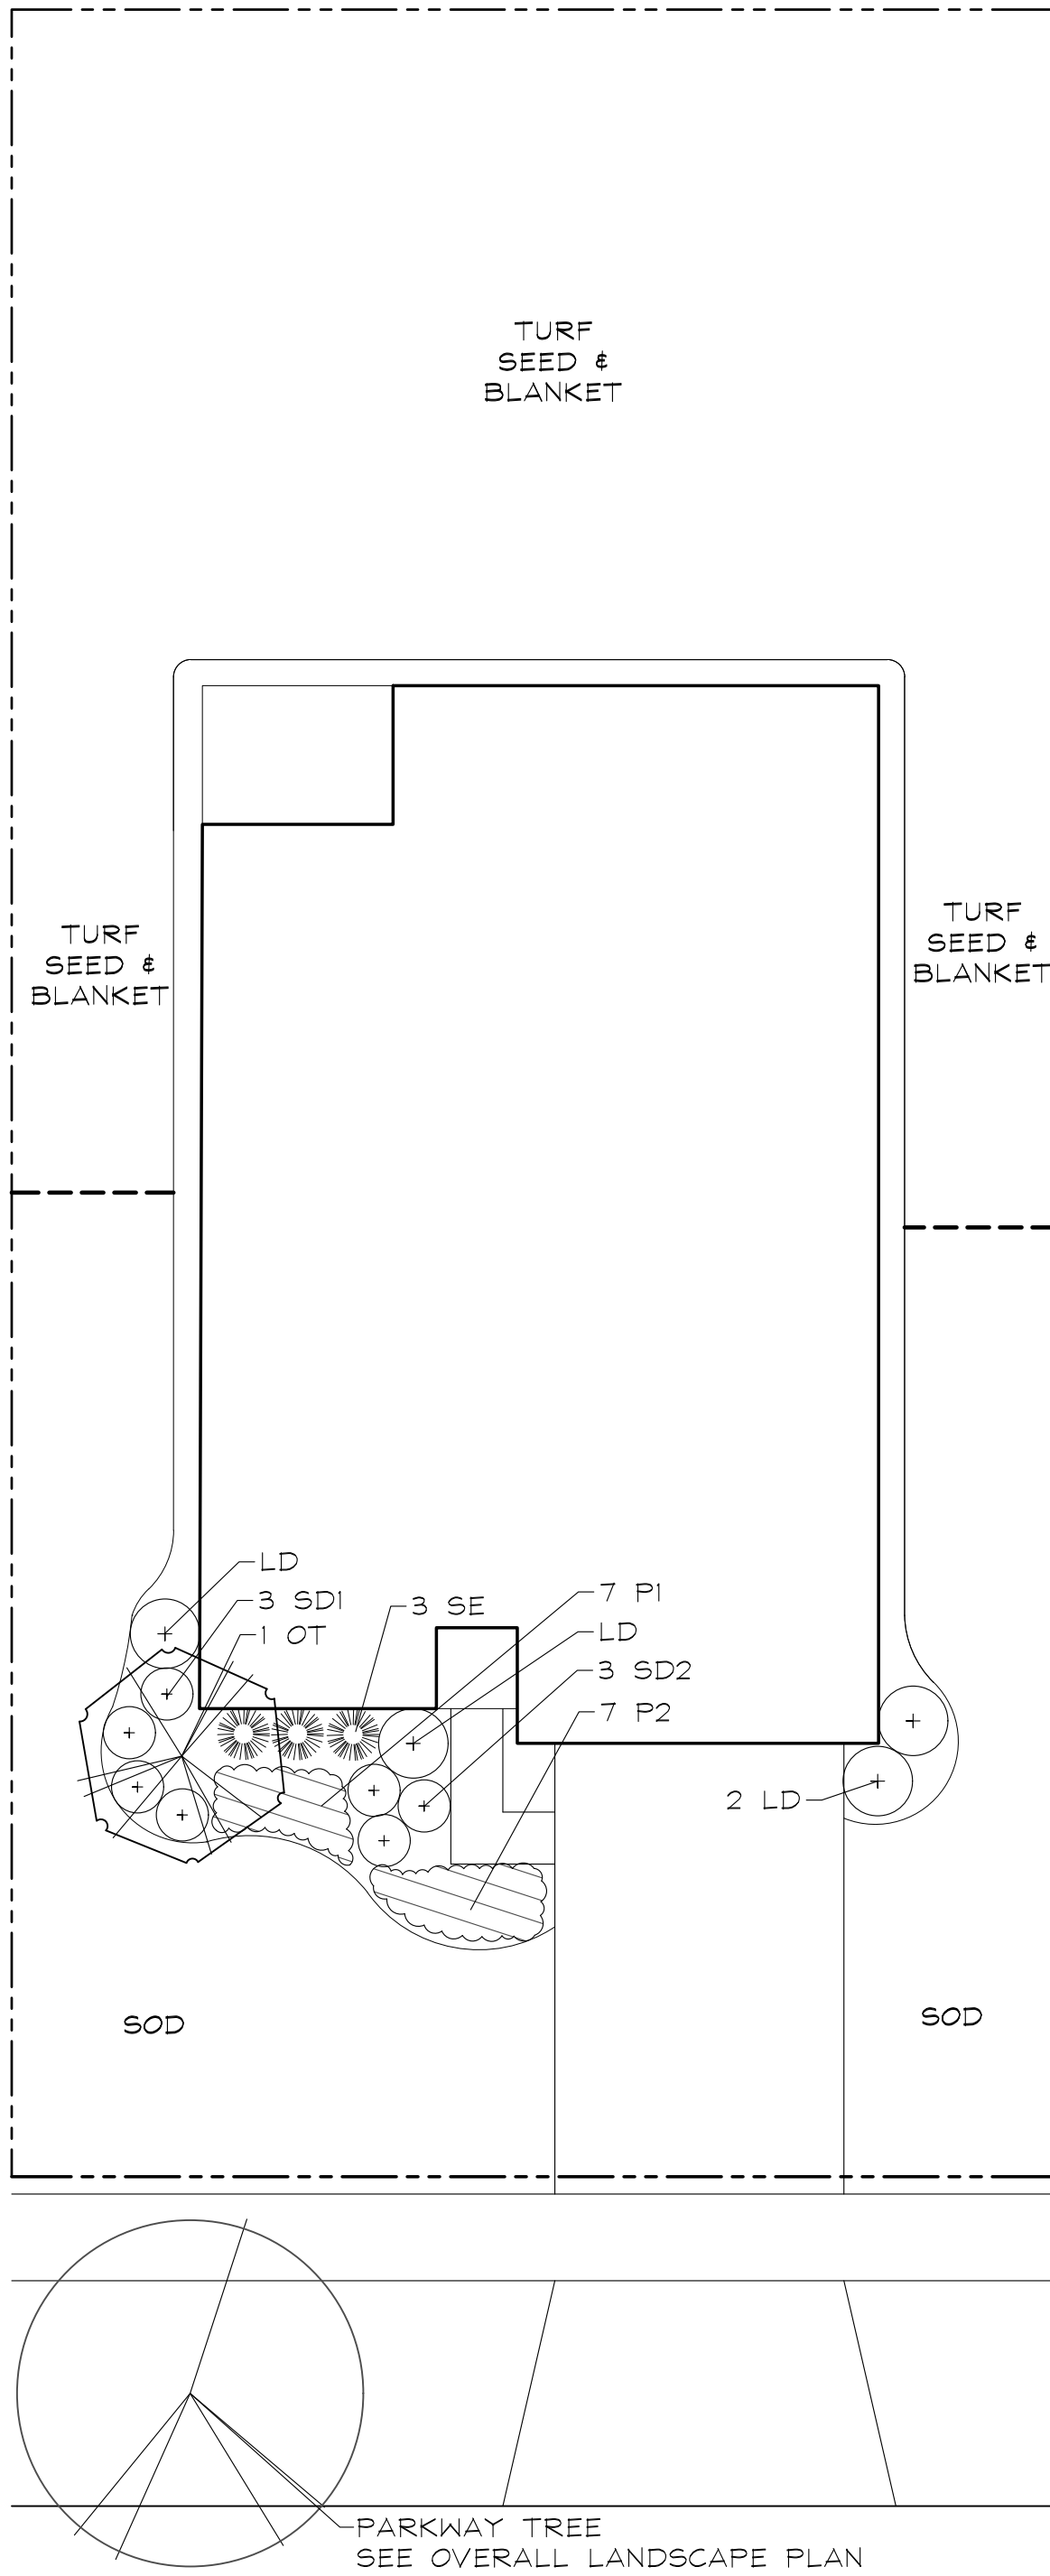 TURF
SEED &
BLANKET
TURF
SEED &
BLANKET
TURF
SEED &
BLANKET
LD
3 SD1
1 OT
3 SE
7 P1
LD
3 SD2
7 P2
2 LD
SOD
SOD
PARKWAY TREE
SEE OVERALL LANDSCAPE PLAN